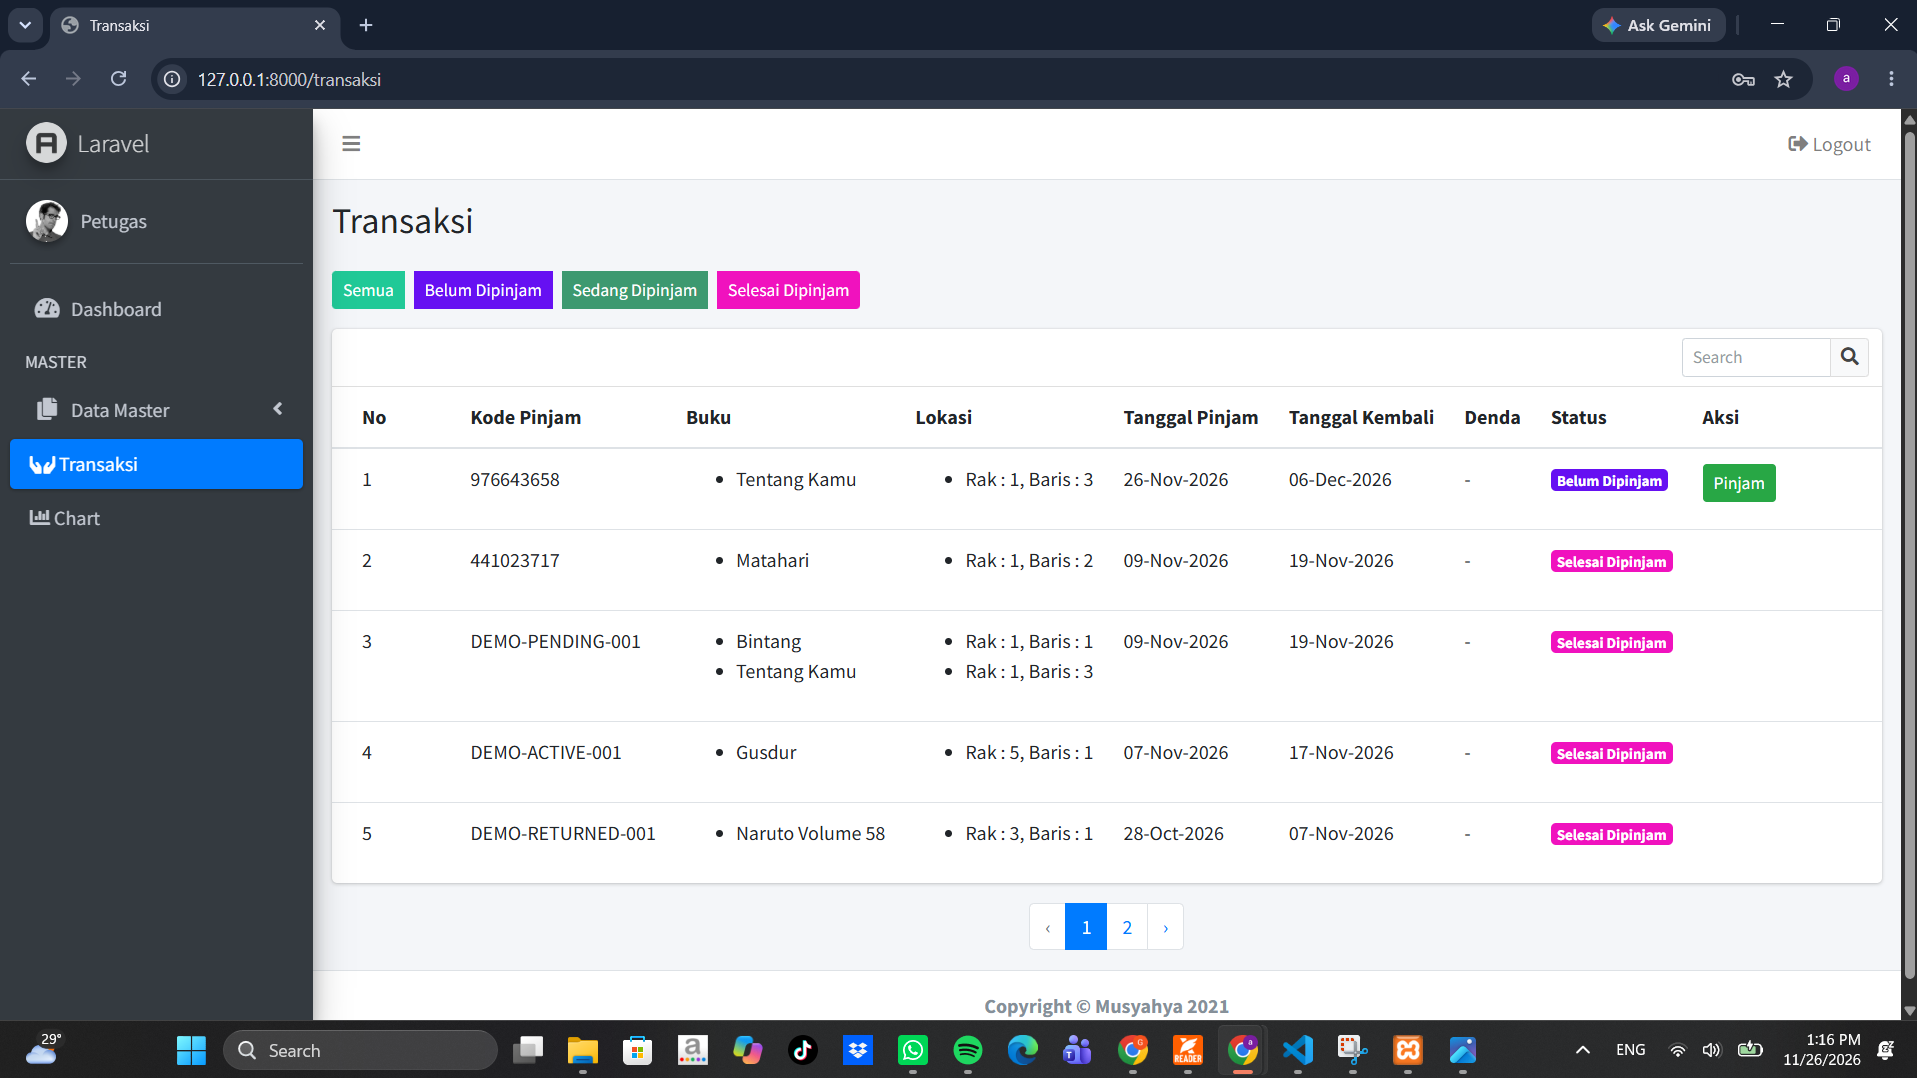 Transaksi
Ask Gemini
127.0.0.1:8000/transaksi
a
Laravel
Logout
Petugas
Transaksi
Semua
Belum Dipinjam
Sedang Dipinjam
Selesai Dipinjam
Dashboard
MASTER
Data Master
Transaksi
Chart
Search
No Kode Pinjam Buku Lokasi Tanggal Pinjam Tanggal Kembali Denda Status Aksi
1 976643658 • Tentang Kamu • Rak : 1, Baris : 3 26-Nov-2026 06-Dec-2026 - Belum Dipinjam Pinjam
2 441023717 • Matahari • Rak : 1, Baris : 2 09-Nov-2026 19-Nov-2026 - Selesai Dipinjam
3 DEMO-PENDING-001 • Bintang • Rak : 1, Baris : 1 09-Nov-2026 19-Nov-2026 - Selesai Dipinjam
• Tentang Kamu • Rak : 1, Baris : 3
4 DEMO-ACTIVE-001 • Gusdur • Rak : 5, Baris : 1 07-Nov-2026 17-Nov-2026 - Selesai Dipinjam
5 DEMO-RETURNED-001 • Naruto Volume 58 • Rak : 3, Baris : 1 28-Oct-2026 07-Nov-2026 - Selesai Dipinjam
‹ 1 2 ›
Copyright © Musyahya 2021
29°
Search
READER
ENG
1:16 PM
11/26/2026